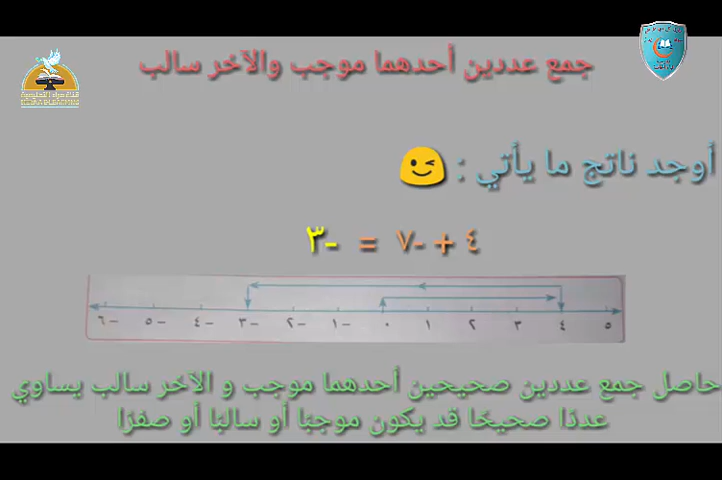 جمع عددين أحدهما موجب والآخر سالب
أوجد ناتج ما يأتي :
٤ + -٧ = -٣
-٦ -٥ -٤ -٣ -٢ -١ ٠ ١ ٢ ٣ ٤ ٥
حاصل جمع عددين صحيحين أحدهما موجب و الآخر سالب يساوي
عددًا صحيحًا قد يكون موجبًا أو سالبًا أو صفرًا